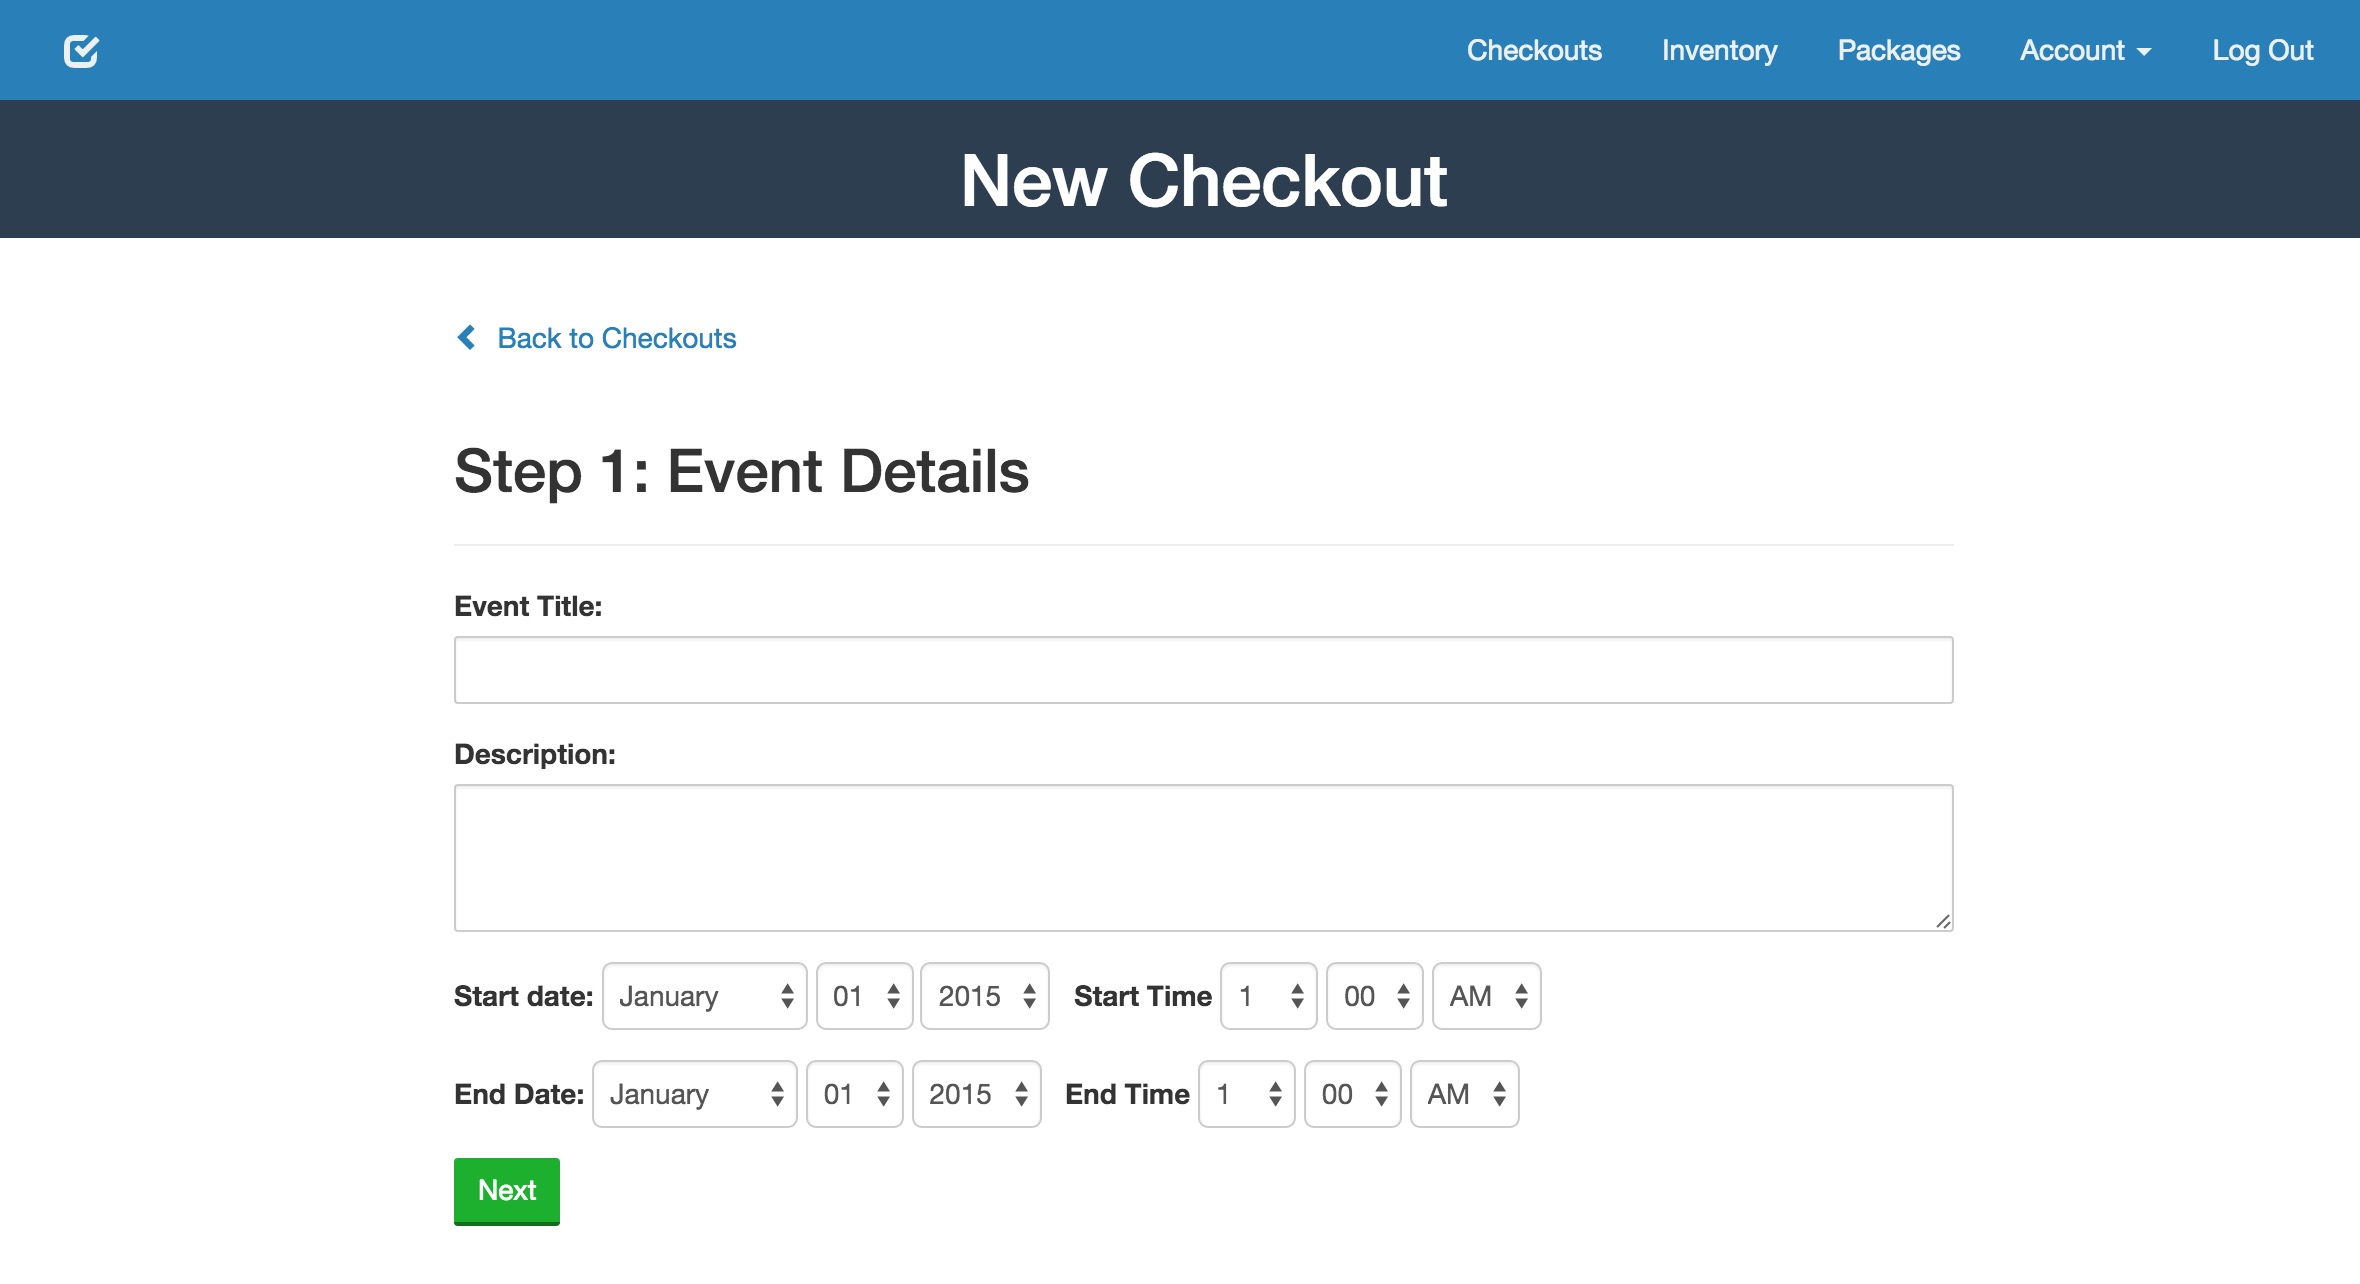 Checkouts Inventory Packages Account Log Out
New Checkout
Back to Checkouts
Step 1: Event Details
Event Title:
Description:
Start date: January 01 2015 Start Time 1 00 AM
End Date: January 01 2015 End Time 1 00 AM
Next